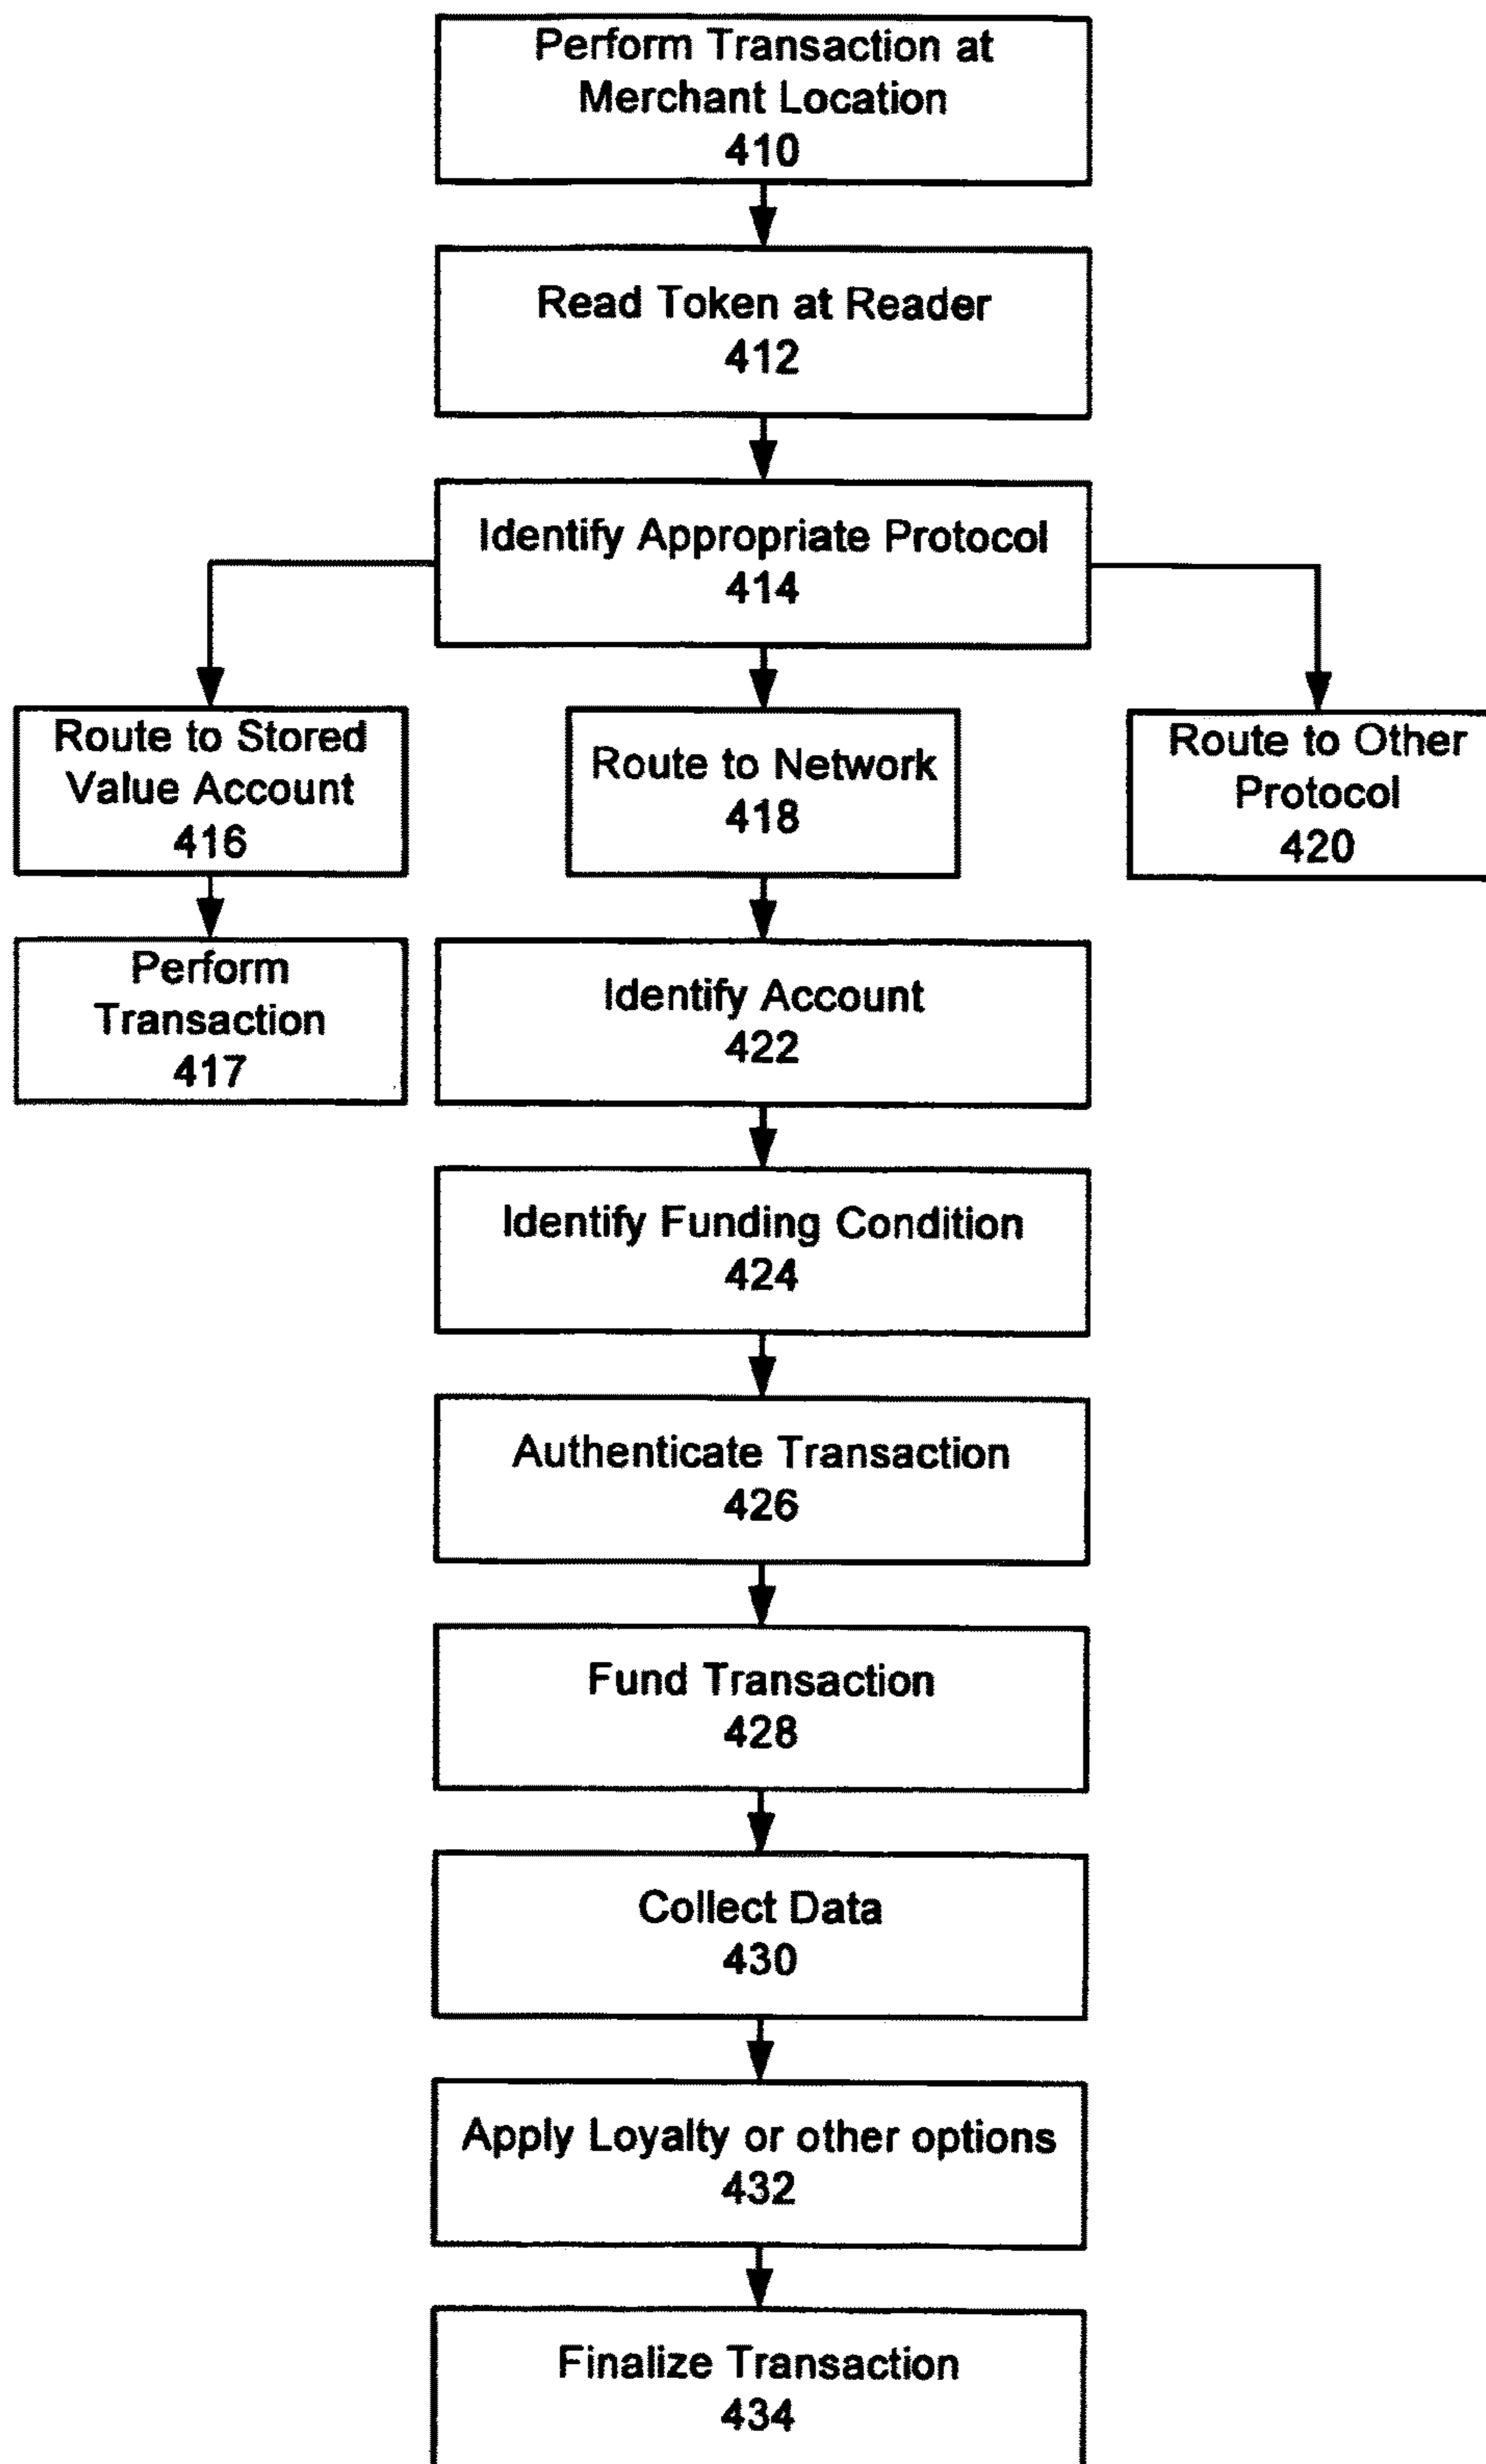 Perform Transaction at
Merchant Location
410
Read Token at Reader
412
Identify Appropriate Protocol
414
Route to Stored
Value Account
416
Route to Network
418
Route to Other
Protocol
420
Perform
Transaction
417
Identify Account
422
Identify Funding Condition
424
Authenticate Transaction
426
Fund Transaction
428
Collect Data
430
Apply Loyalty or other options
432
Finalize Transaction
434